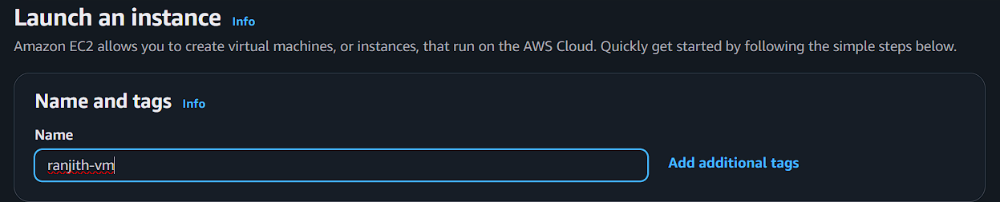 Launch an instance Info
Amazon EC2 allows you to create virtual machines, or instances, that run on the AWS Cloud. Quickly get started by following the simple steps below.
Name and tags Info
Name
ranjith-vm
Add additional tags